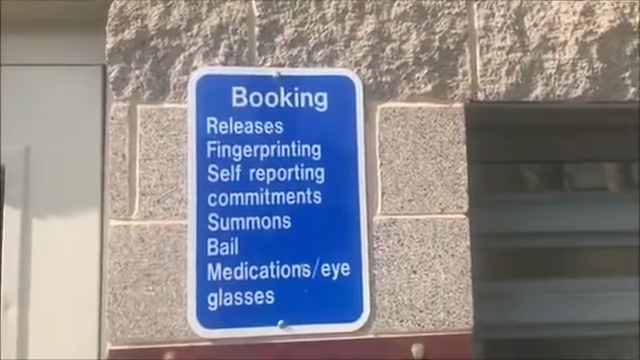 Booking
Releases
Fingerprinting
Self reporting
commitments
Summons
Bail
Medications/eye
glasses